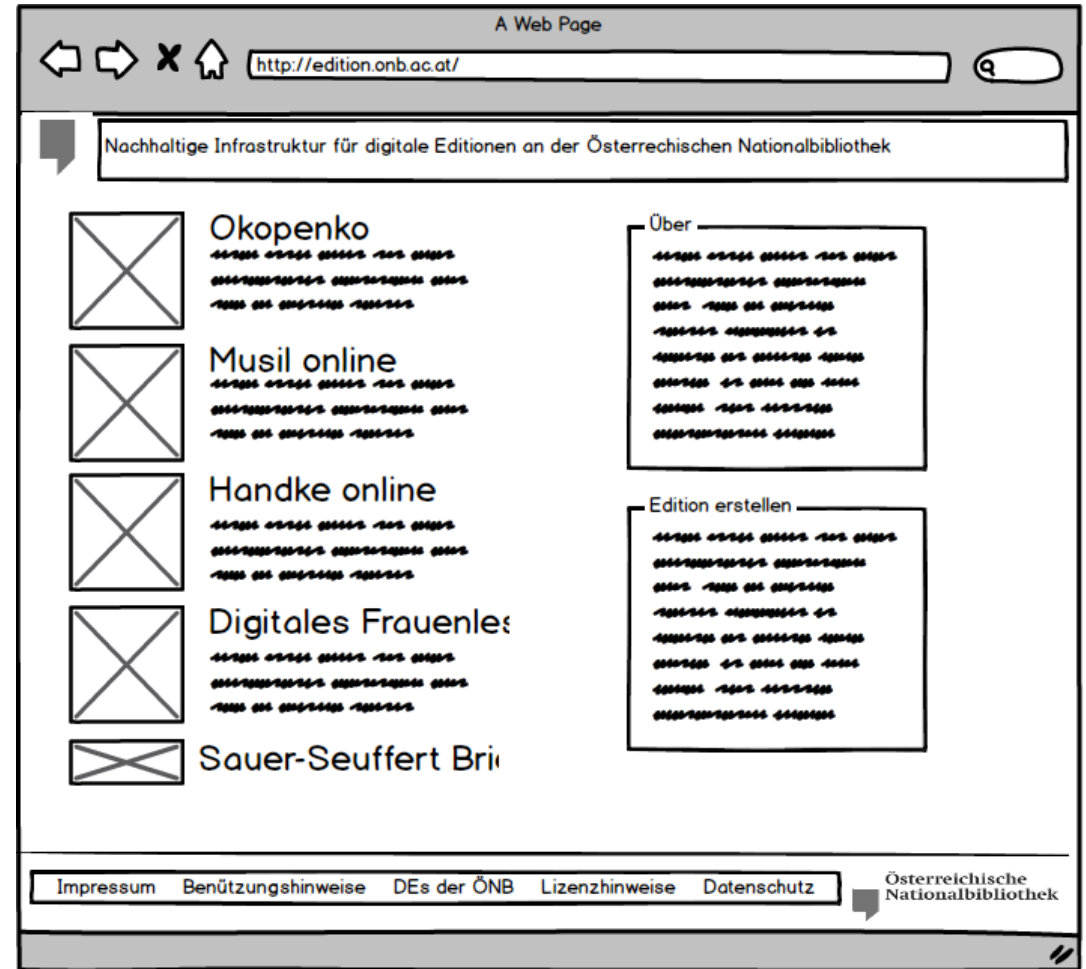 A Web Page
http://edition.onb.ac.at/
Nachhaltige Infrastruktur für digitale Editionen an der Österrechischen Nationalbibliothek
Okopenko
Musil online
Handke online
Digitales Frauenles
Sauer-Seuffert Brie
Über
Edition erstellen
Impressum Benützungshinweise DEs der ÖNB Lizenzhinweise Datenschutz
Österreichische
Nationalbibliothek